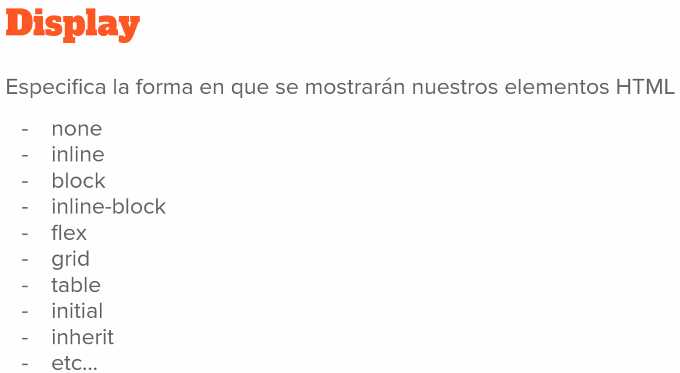 Display
Especifica la forma en que se mostrarán nuestros elementos HTML
- none
- inline
- block
- inline-block
- flex
- grid
- table
- initial
- inherit
- etc...